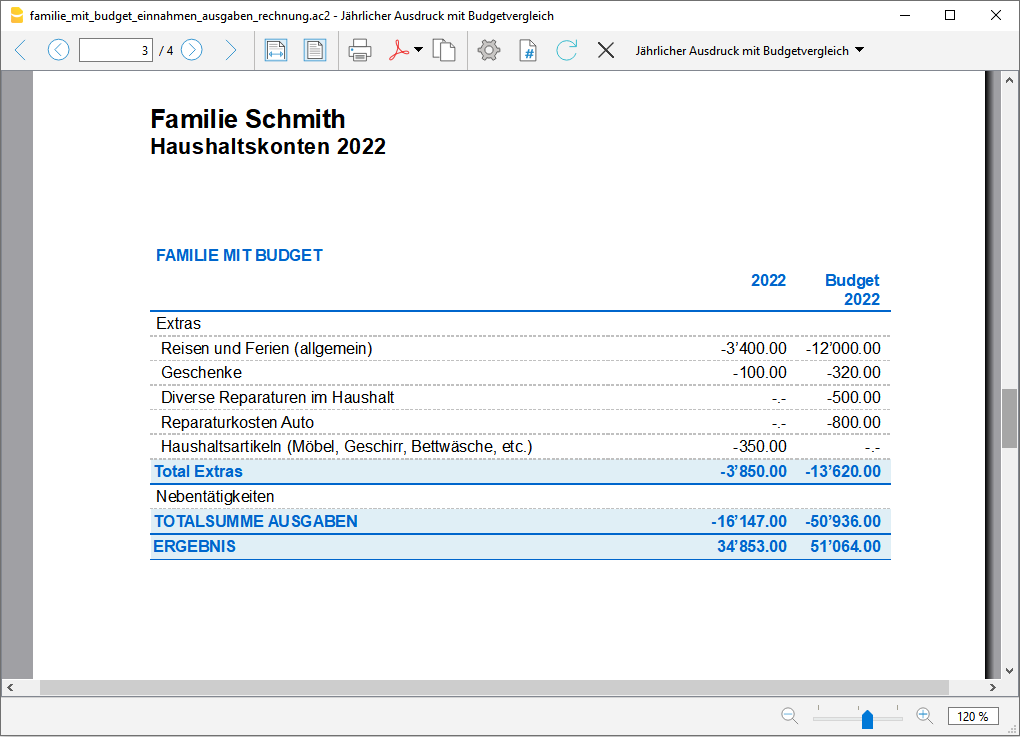 familie_mit_budget_einnahmen_ausgaben_rechnung.ac2 - Jährlicher Ausdruck mit Budgetvergleich
3 / 4 # Jährlicher Ausdruck mit Budgetvergleich
Familie Schmith
Haushaltskonten 2022
FAMILIE MIT BUDGET
2022 Budget
2022
Extras
Reisen und Ferien (allgemein) -3’400.00 -12’000.00
Geschenke -100.00 -320.00
Diverse Reparaturen im Haushalt -.- -500.00
Reparaturkosten Auto -.- -800.00
Haushaltsartikeln (Möbel, Geschirr, Bettwäsche, etc.) -350.00 -.-
Total Extras -3’850.00 -13’620.00
Nebentätigkeiten
TOTALSUMME AUSGABEN -16’147.00 -50’936.00
ERGEBNIS 34’853.00 51’064.00
120 %